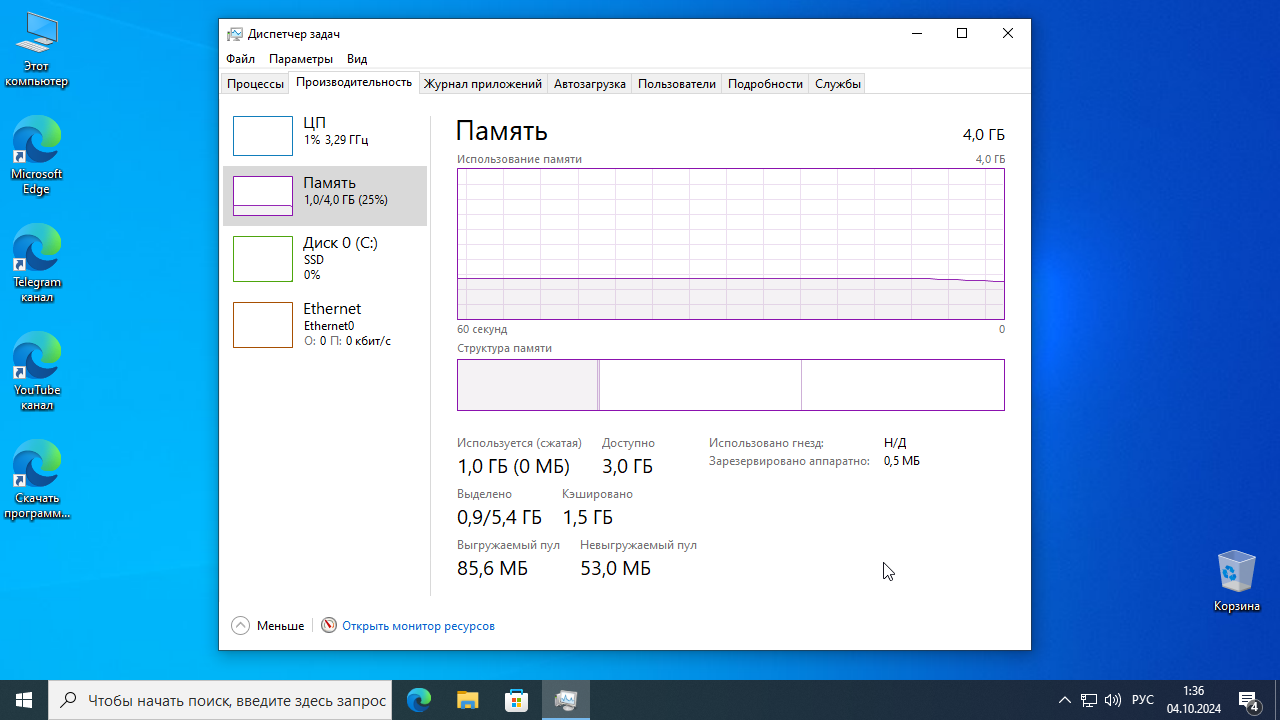 Этот
компьютер
Microsoft
Edge
Telegram
канал
YouTube
канал
Скачать
программ...
Корзина
Диспетчер задач
Файл Параметры Вид
Процессы Производительность Журнал приложений Автозагрузка Пользователи Подробности Службы
ЦП
1% 3,29 ГГц
Память
1,0/4,0 ГБ (25%)
Диск 0 (C:)
SSD
0%
Ethernet
Ethernet0
О: 0 П: 0 кбит/с
Память 4,0 ГБ
Использование памяти 4,0 ГБ
60 секунд 0
Структура памяти
Используется (сжатая) Доступно
1,0 ГБ (0 МБ) 3,0 ГБ
Выделено Кэшировано
0,9/5,4 ГБ 1,5 ГБ
Выгружаемый пул Невыгружаемый пул
85,6 МБ 53,0 МБ
Использовано гнезд: Н/Д
Зарезервировано аппаратно: 0,5 МБ
Меньше Открыть монитор ресурсов
Чтобы начать поиск, введите здесь запрос
РУС
1:36
04.10.2024
4